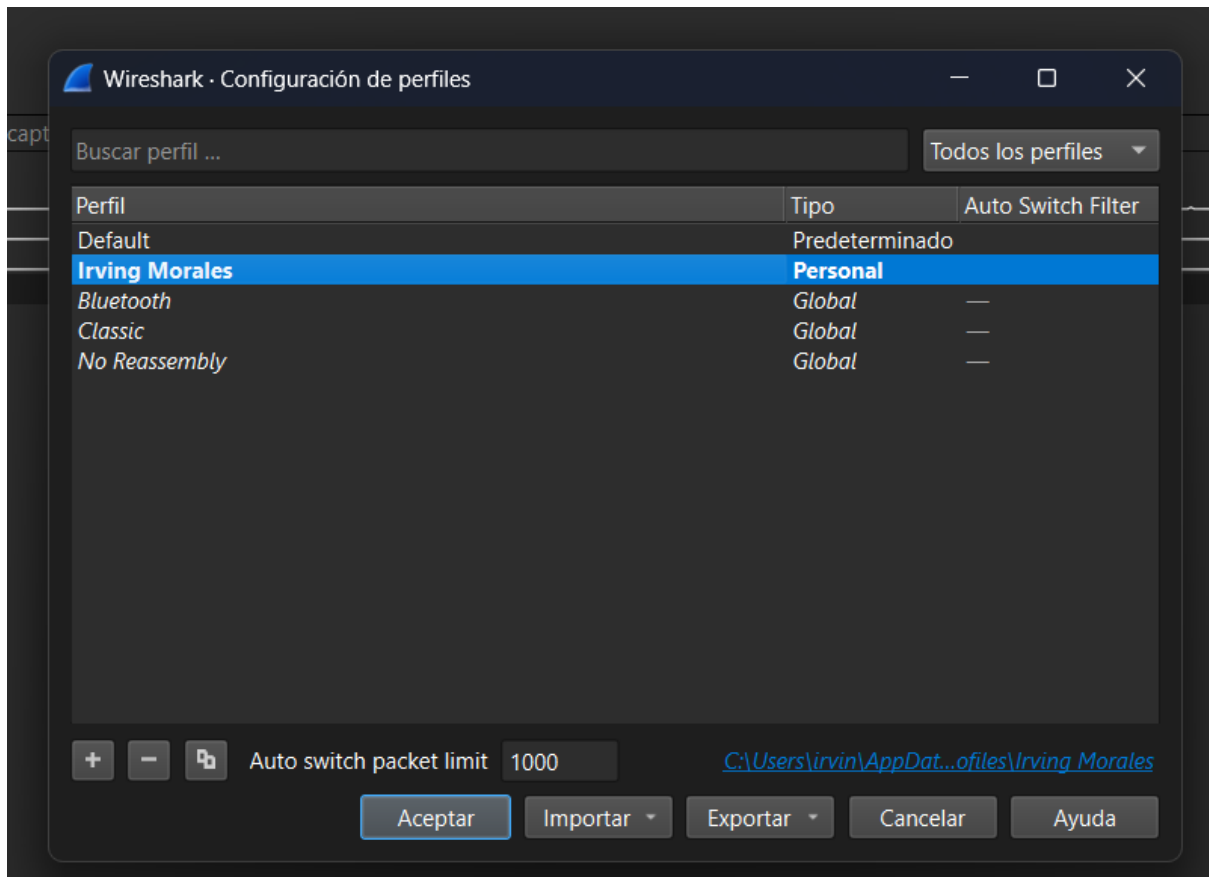 Wireshark · Configuración de perfiles
capt
Buscar perfil ...
Todos los perfiles
Perfil Tipo Auto Switch Filter
Default Predeterminado
Irving Morales Personal
Bluetooth Global —
Classic Global —
No Reassembly Global —
Auto switch packet limit 1000 C:\Users\irvin\AppDat...ofiles\Irving Morales
Aceptar Importar Exportar Cancelar Ayuda